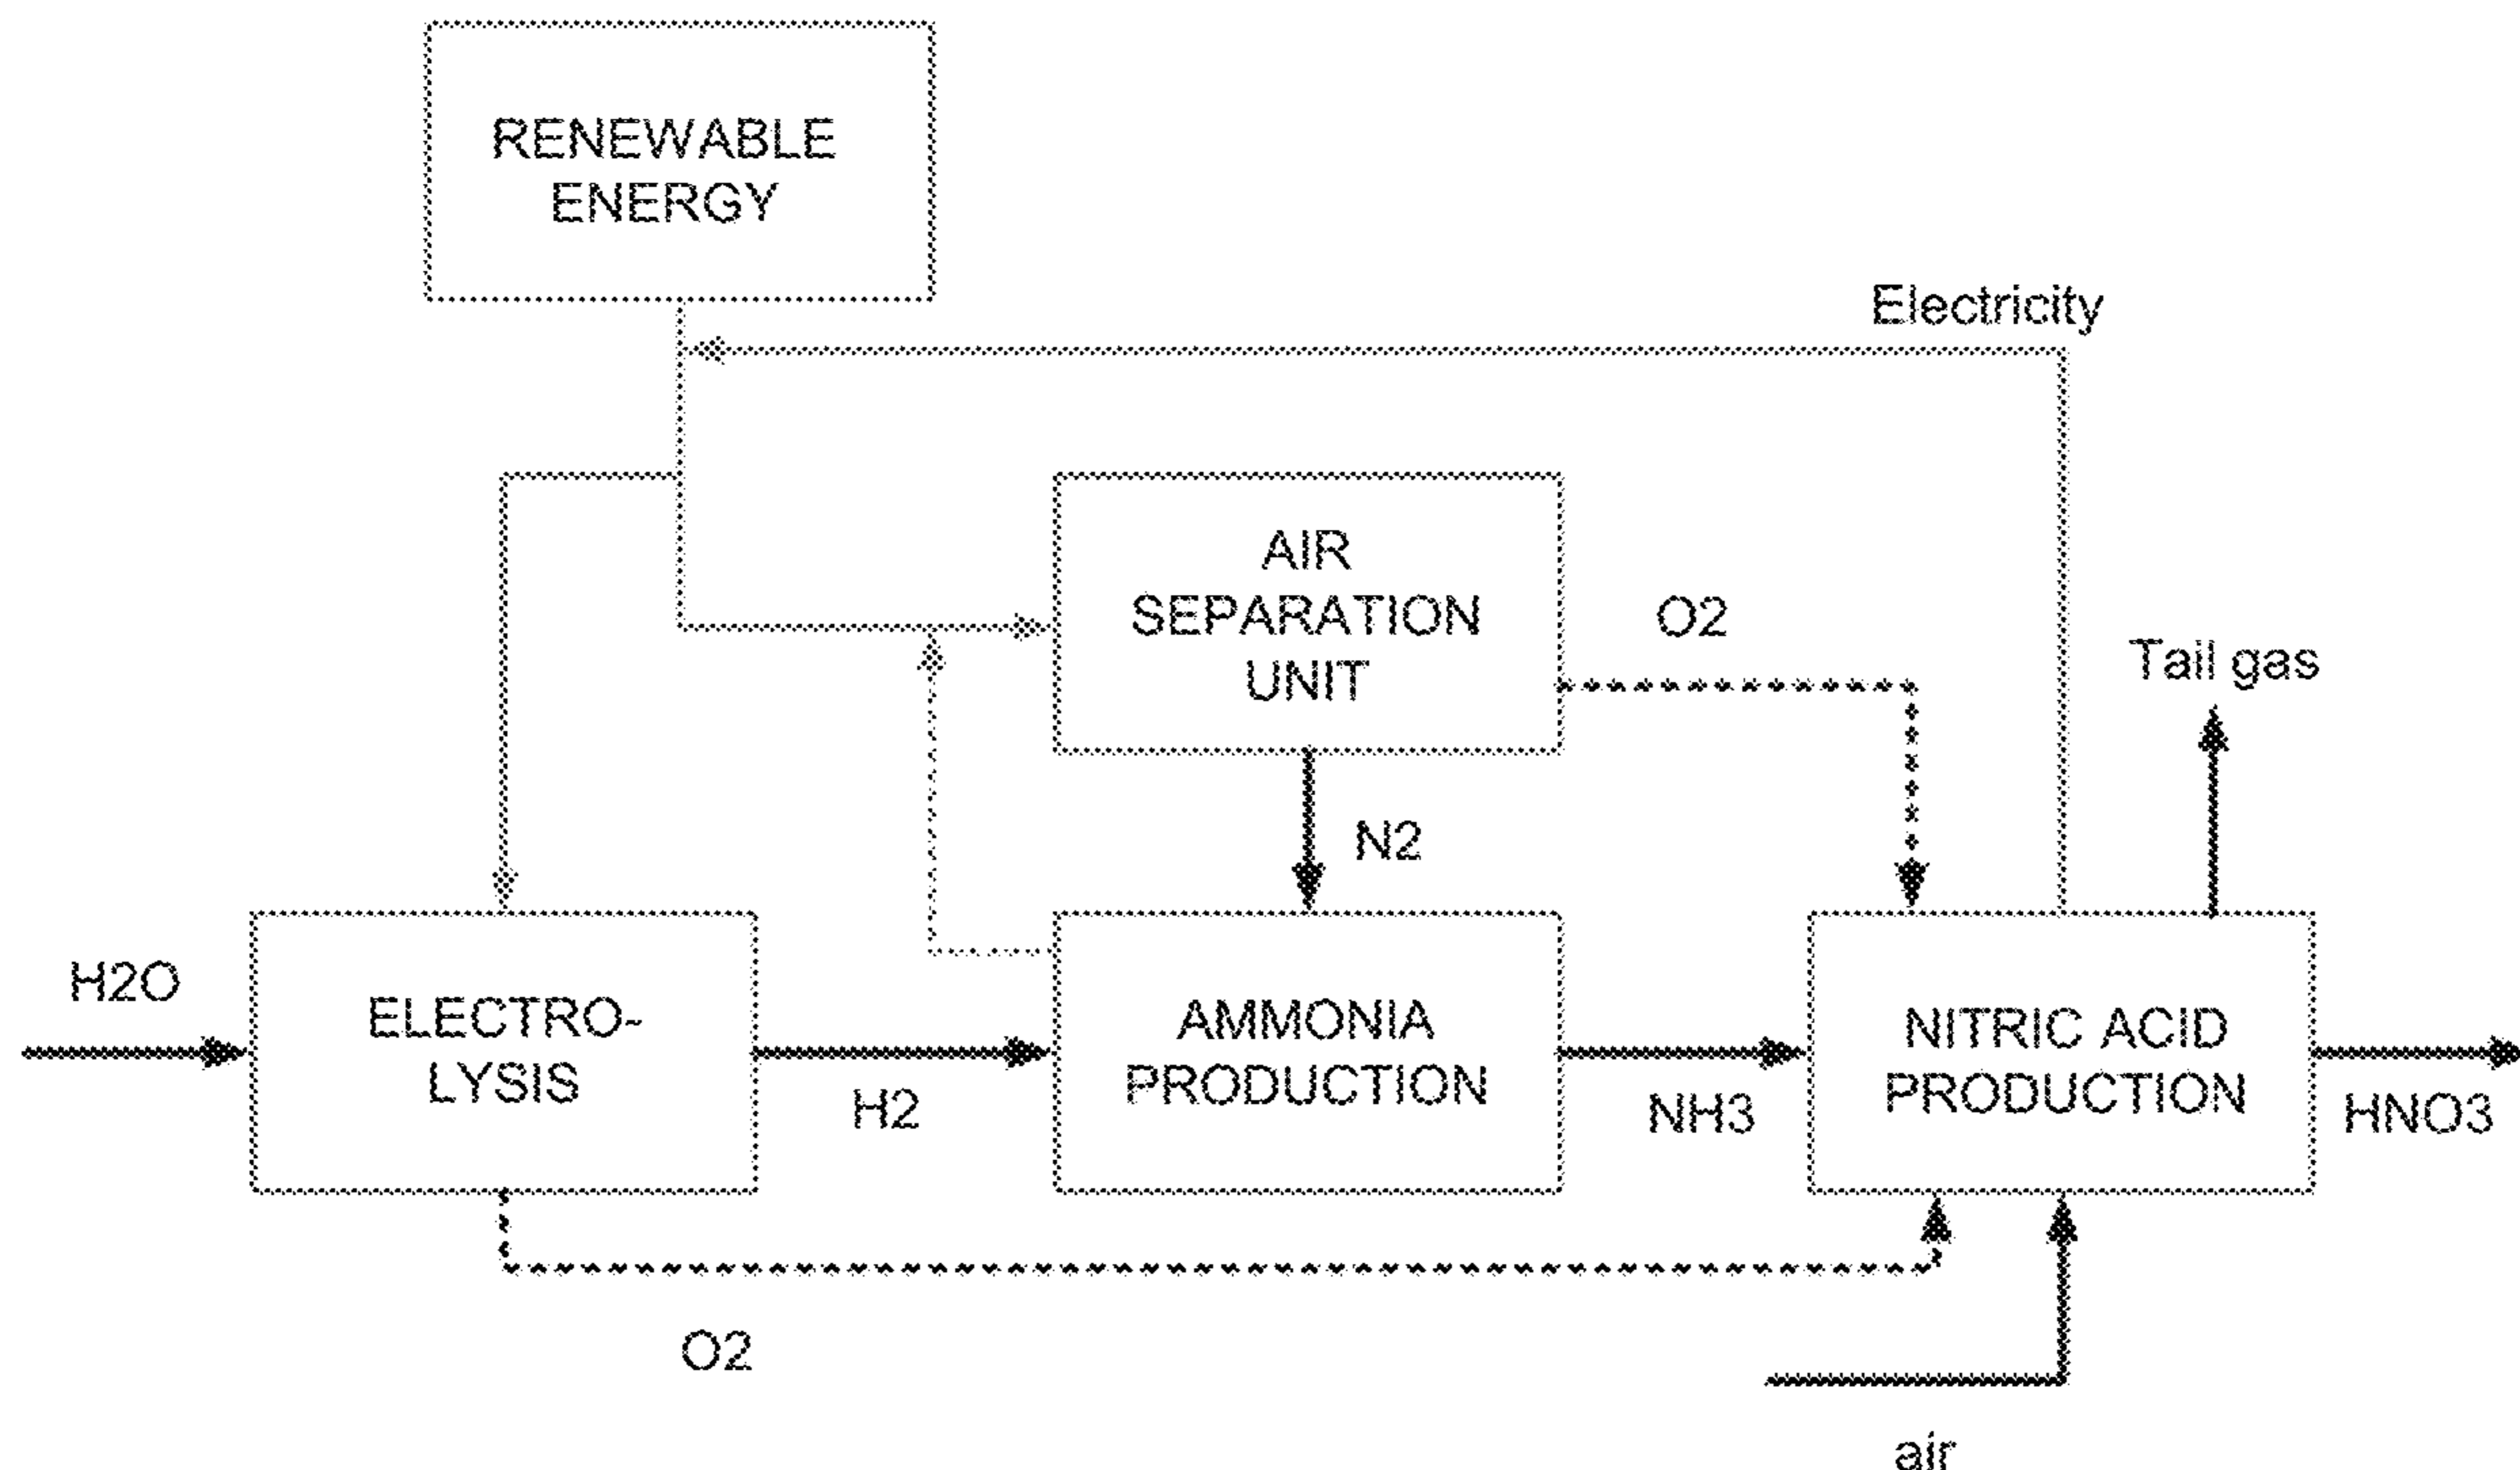 RENEWABLE
ENERGY
Electricity
AIR
SEPARATION
UNIT
O2
Tail gas
N2
H2O
ELECTRO-
LYSIS
H2
AMMONIA
PRODUCTION
NH3
NITRIC ACID
PRODUCTION
HNO3
O2
air